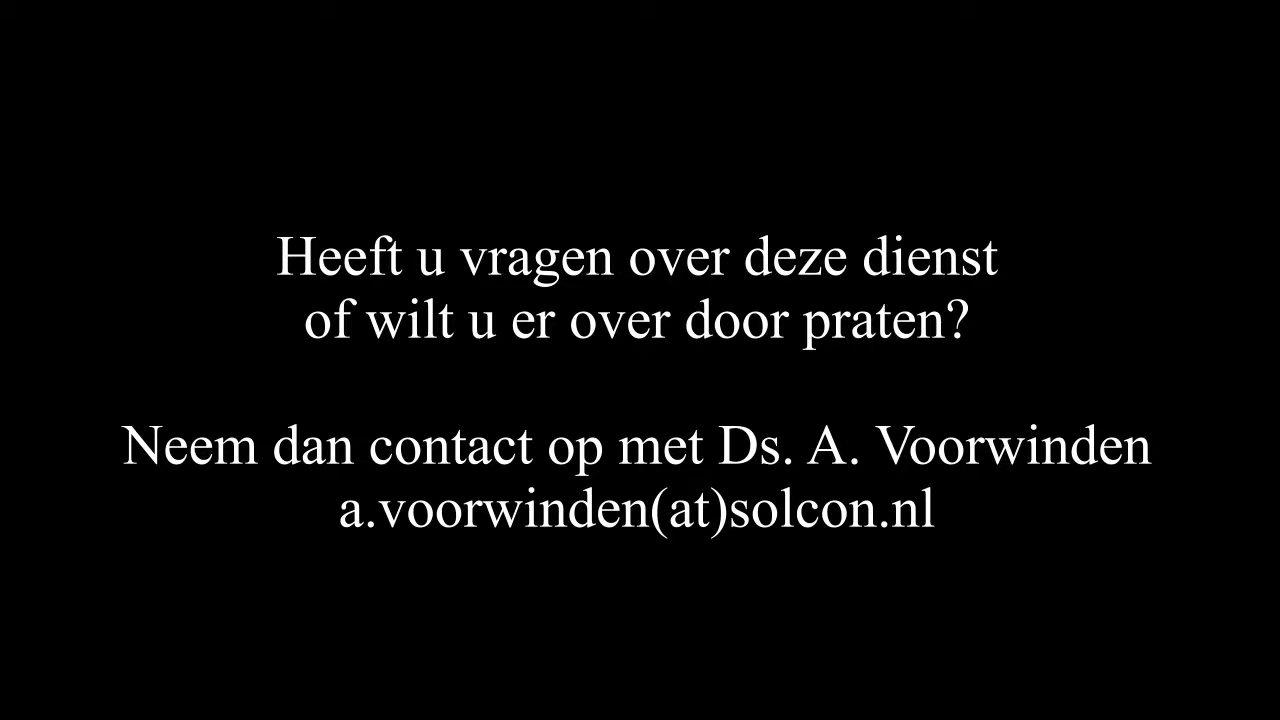 Heeft u vragen over deze dienst
of wilt u er over door praten?
Neem dan contact op met Ds. A. Voorwinden
a.voorwinden(at)solcon.nl